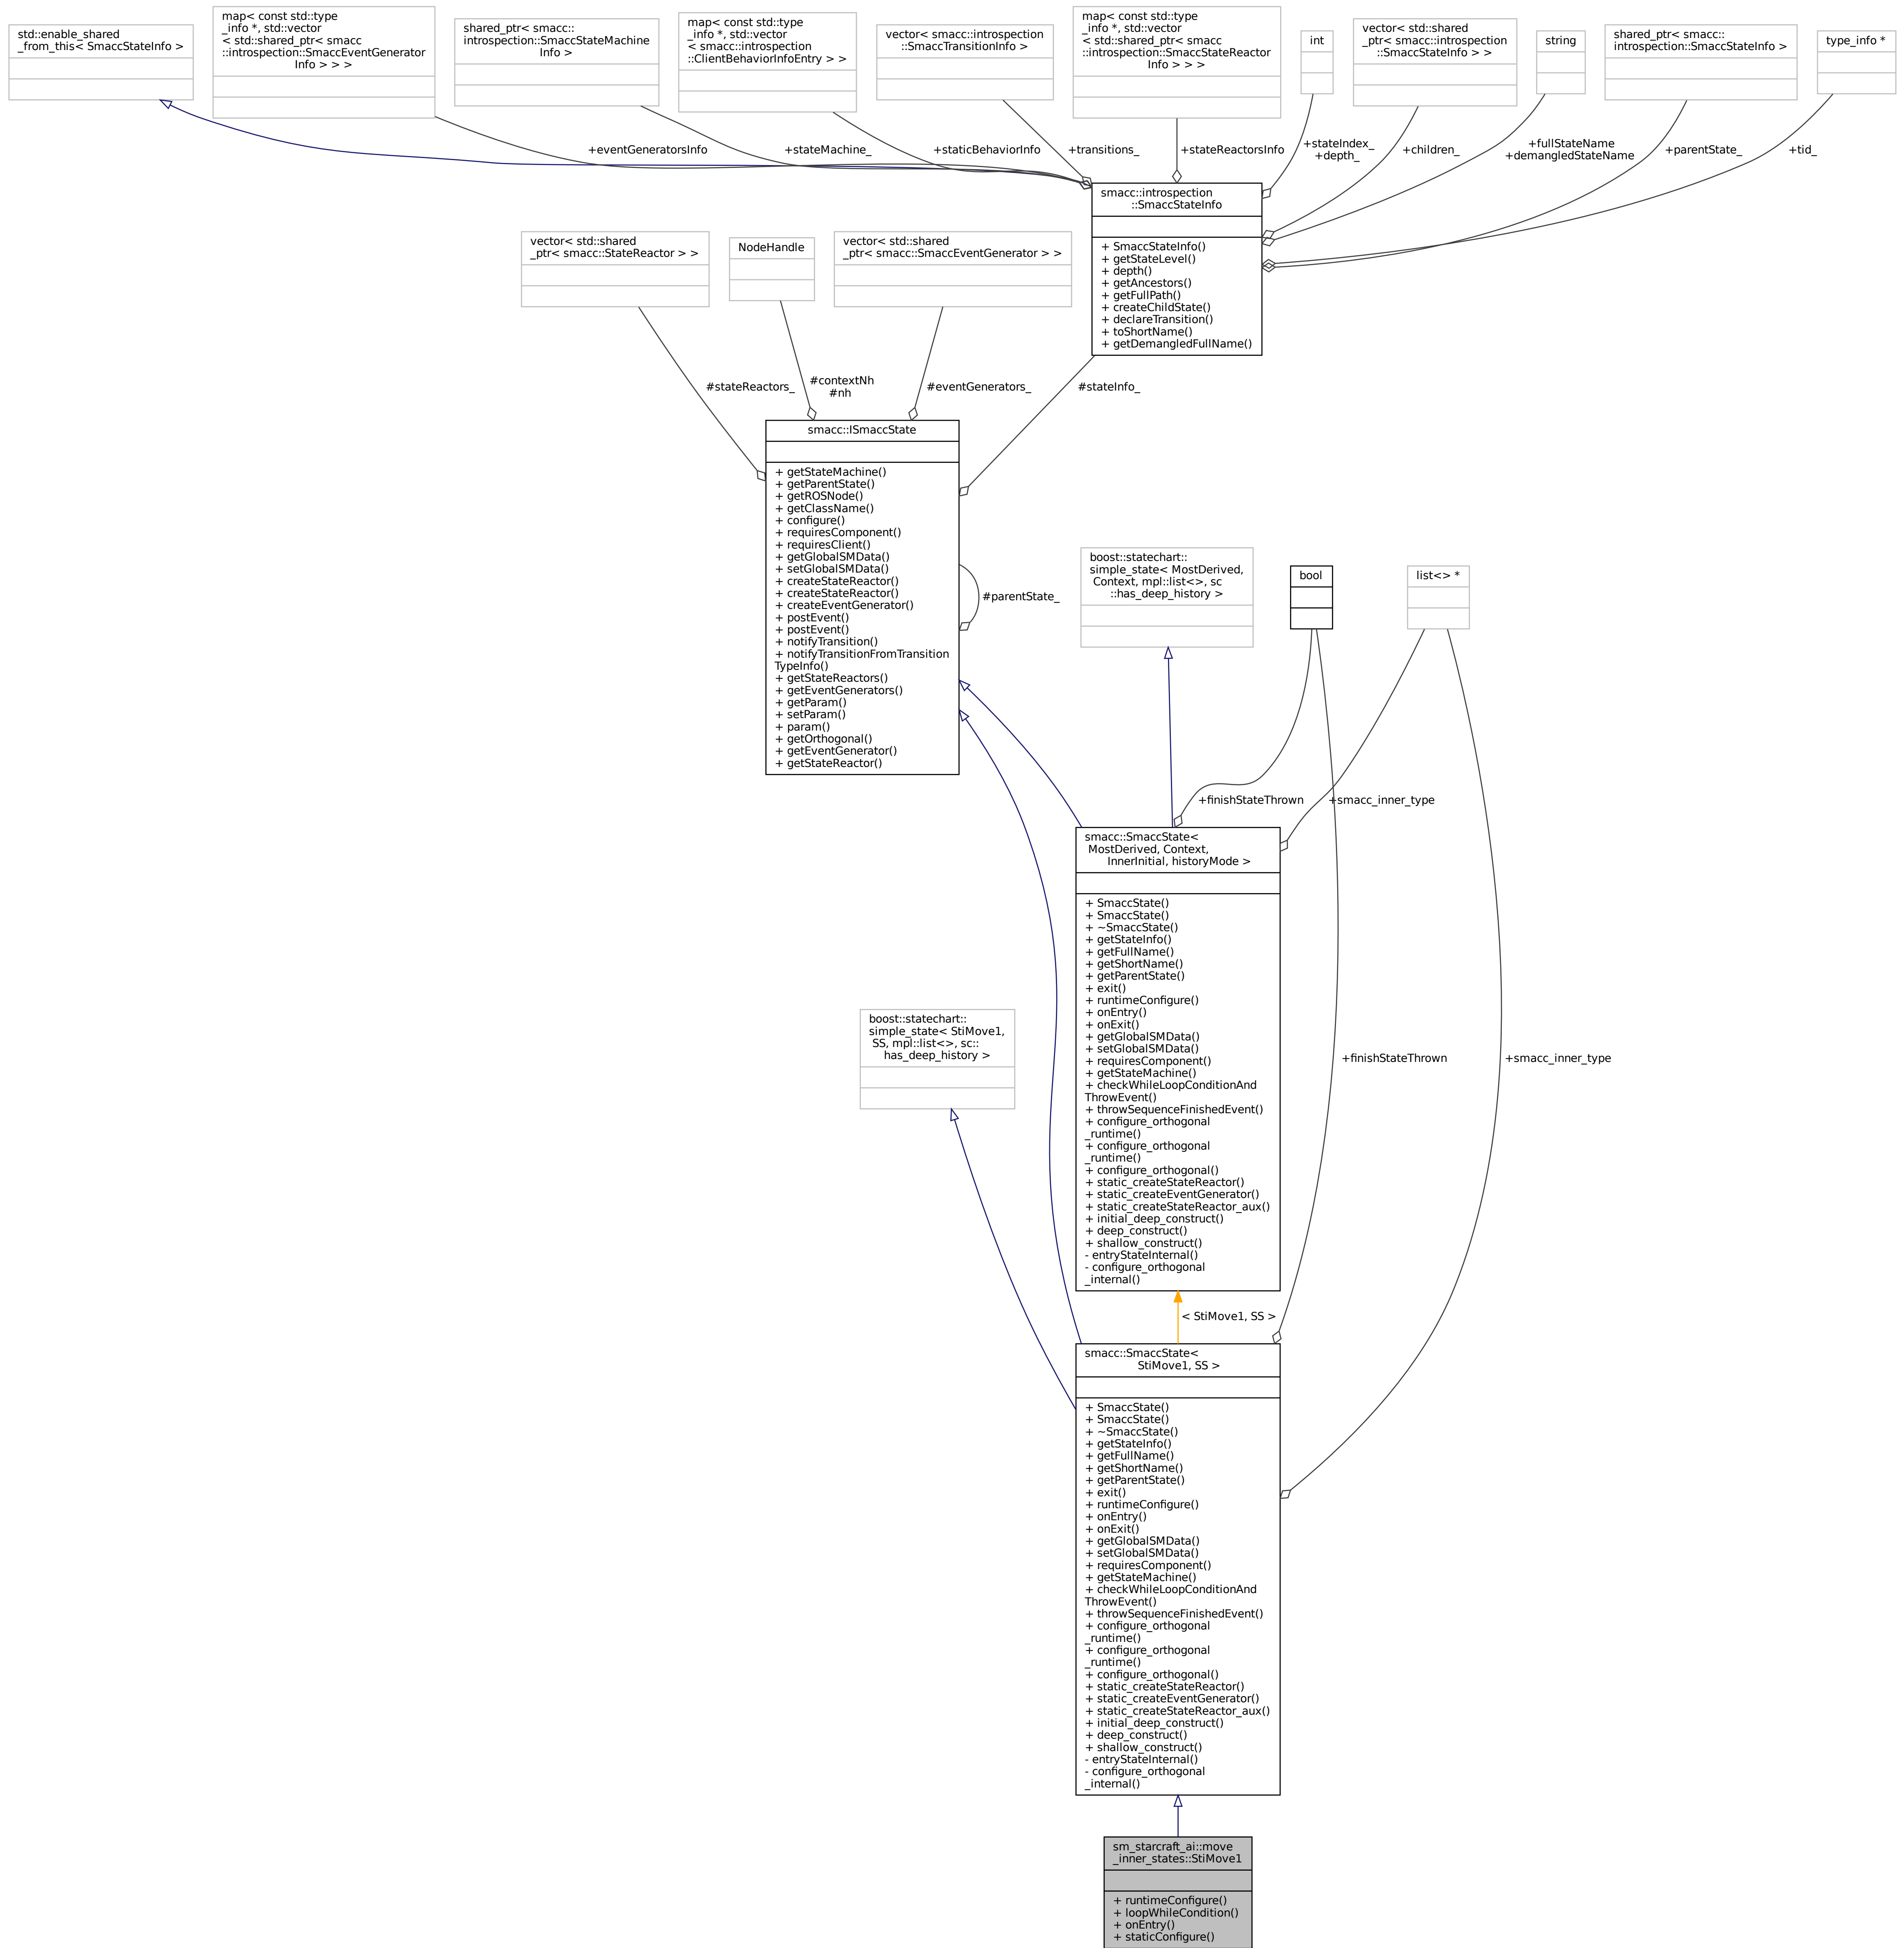 std::enable_shared
_from_this< SmaccStateInfo >
map< const std::type
_info *, std::vector
< std::shared_ptr< smacc
::introspection::SmaccEventGenerator
Info > > >
shared_ptr< smacc::
introspection::SmaccStateMachine
Info >
map< const std::type
_info *, std::vector
< smacc::introspection
::ClientBehaviorInfoEntry > >
vector< smacc::introspection
::SmaccTransitionInfo >
map< const std::type
_info *, std::vector
< std::shared_ptr< smacc
::introspection::SmaccStateReactor
Info > > >
int
vector< std::shared
_ptr< smacc::introspection
::SmaccStateInfo > >
string
shared_ptr< smacc::
introspection::SmaccStateInfo >
type_info *
+eventGeneratorsInfo
+stateMachine_
+staticBehaviorInfo
+transitions_
+stateReactorsInfo
+stateIndex_
+depth_
+children_
+fullStateName
+demangledStateName
+parentState_
+tid_
smacc::introspection
::SmaccStateInfo
+ SmaccStateInfo()
+ getStateLevel()
+ depth()
+ getAncestors()
+ getFullPath()
+ createChildState()
+ declareTransition()
+ toShortName()
+ getDemangledFullName()
vector< std::shared
_ptr< smacc::StateReactor > >
NodeHandle
vector< std::shared
_ptr< smacc::SmaccEventGenerator > >
#stateReactors_
#contextNh
#nh
#eventGenerators_
#stateInfo_
smacc::ISmaccState
+ getStateMachine()
+ getParentState()
+ getROSNode()
+ getClassName()
+ configure()
+ requiresComponent()
+ requiresClient()
+ getGlobalSMData()
+ setGlobalSMData()
+ createStateReactor()
+ createStateReactor()
+ createEventGenerator()
+ postEvent()
+ postEvent()
+ notifyTransition()
+ notifyTransitionFromTransition
TypeInfo()
+ getStateReactors()
+ getEventGenerators()
+ getParam()
+ setParam()
+ param()
+ getOrthogonal()
+ getEventGenerator()
+ getStateReactor()
#parentState_
boost::statechart::
simple_state< MostDerived,
Context, mpl::list<>, sc
::has_deep_history >
bool
list<> *
+finishStateThrown
+smacc_inner_type
smacc::SmaccState<
MostDerived, Context,
InnerInitial, historyMode >
+ SmaccState()
+ SmaccState()
+ ~SmaccState()
+ getStateInfo()
+ getFullName()
+ getShortName()
+ getParentState()
+ exit()
+ runtimeConfigure()
+ onEntry()
+ onExit()
+ getGlobalSMData()
+ setGlobalSMData()
+ requiresComponent()
+ getStateMachine()
+ checkWhileLoopConditionAnd
ThrowEvent()
+ throwSequenceFinishedEvent()
+ configure_orthogonal
_runtime()
+ configure_orthogonal
_runtime()
+ configure_orthogonal()
+ static_createStateReactor()
+ static_createEventGenerator()
+ static_createStateReactor_aux()
+ initial_deep_construct()
+ deep_construct()
+ shallow_construct()
- entryStateInternal()
- configure_orthogonal
_internal()
boost::statechart::
simple_state< StiMove1,
SS, mpl::list<>, sc::
has_deep_history >
+finishStateThrown
+smacc_inner_type
< StiMove1, SS >
smacc::SmaccState<
StiMove1, SS >
+ SmaccState()
+ SmaccState()
+ ~SmaccState()
+ getStateInfo()
+ getFullName()
+ getShortName()
+ getParentState()
+ exit()
+ runtimeConfigure()
+ onEntry()
+ onExit()
+ getGlobalSMData()
+ setGlobalSMData()
+ requiresComponent()
+ getStateMachine()
+ checkWhileLoopConditionAnd
ThrowEvent()
+ throwSequenceFinishedEvent()
+ configure_orthogonal
_runtime()
+ configure_orthogonal
_runtime()
+ configure_orthogonal()
+ static_createStateReactor()
+ static_createEventGenerator()
+ static_createStateReactor_aux()
+ initial_deep_construct()
+ deep_construct()
+ shallow_construct()
- entryStateInternal()
- configure_orthogonal
_internal()
sm_starcraft_ai::move
_inner_states::StiMove1
+ runtimeConfigure()
+ loopWhileCondition()
+ onEntry()
+ staticConfigure()